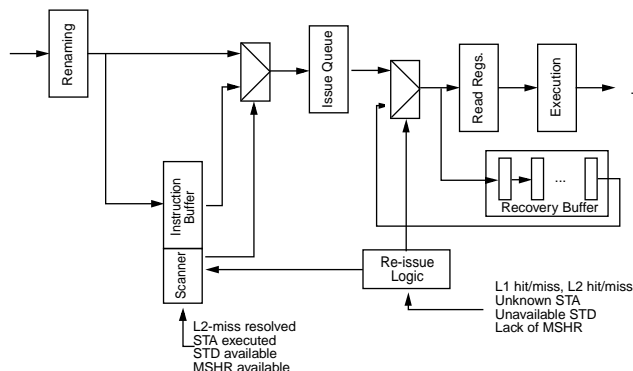 Renaming
Issue Queue
Read Regs.
Execution
Instruction
Buffer
...
Recovery Buffer
Scanner
Re-issue
Logic
L1 hit/miss, L2 hit/miss
Unknown STA
Unavailable STD
Lack of MSHR
L2-miss resolved
STA executed
STD available
MSHR available